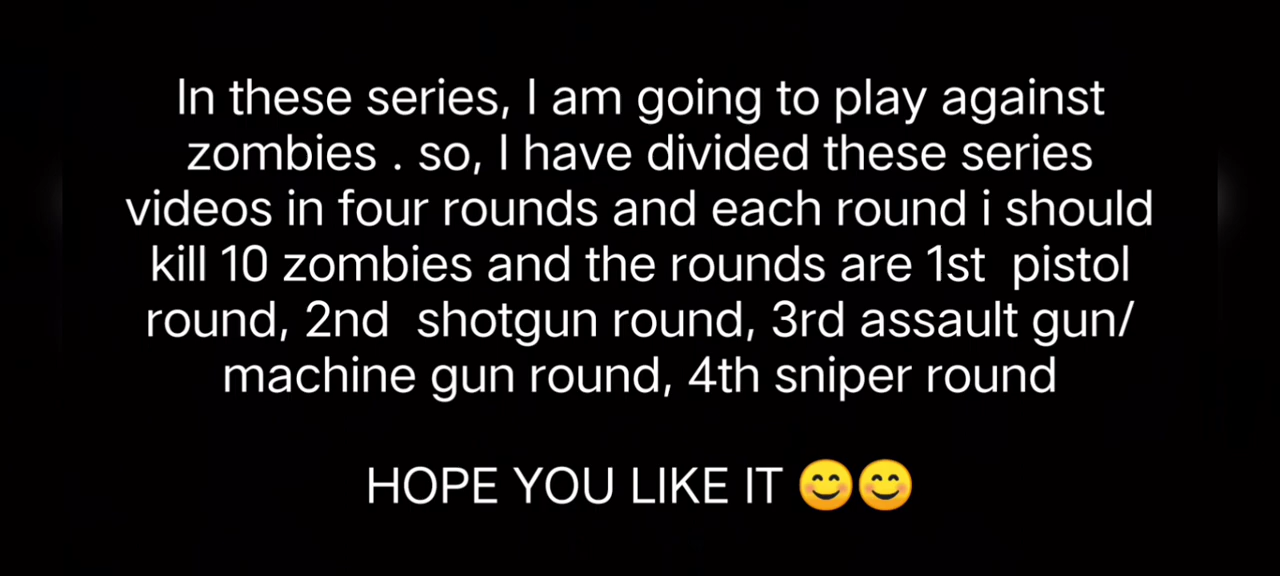 In these series, I am going to play against
zombies . so, I have divided these series
videos in four rounds and each round i should
kill 10 zombies and the rounds are 1st  pistol
round, 2nd  shotgun round, 3rd assault gun/
machine gun round, 4th sniper round
HOPE YOU LIKE IT 😊😊